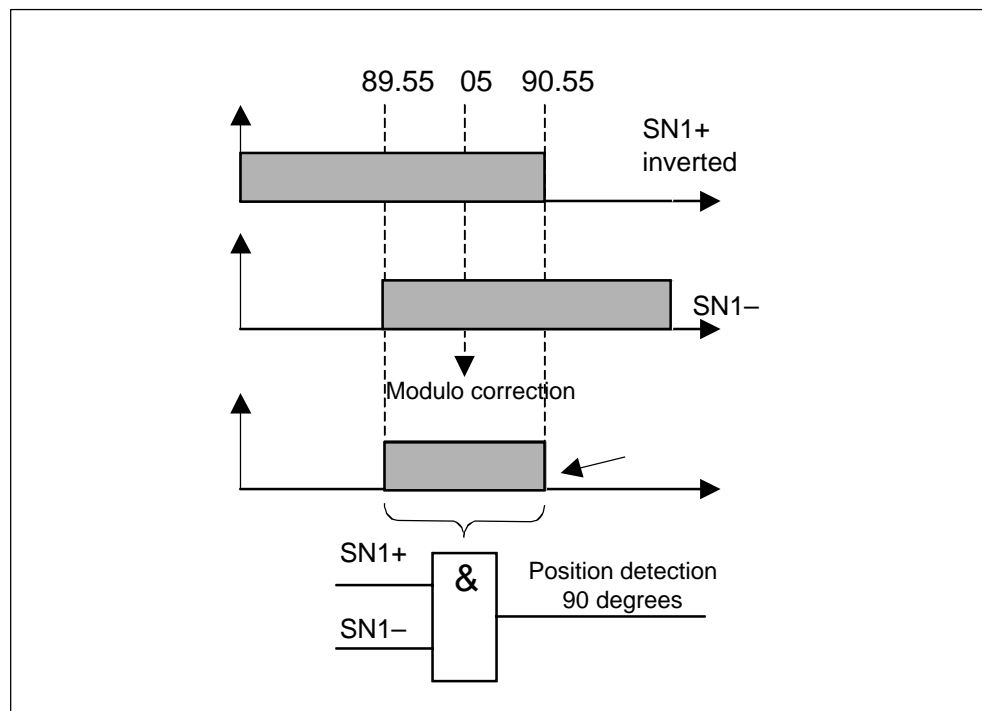 89.55 05 90.55
SN1+
inverted
SN1–
Modulo correction
SN1+
&
Position detection
90 degrees
SN1–